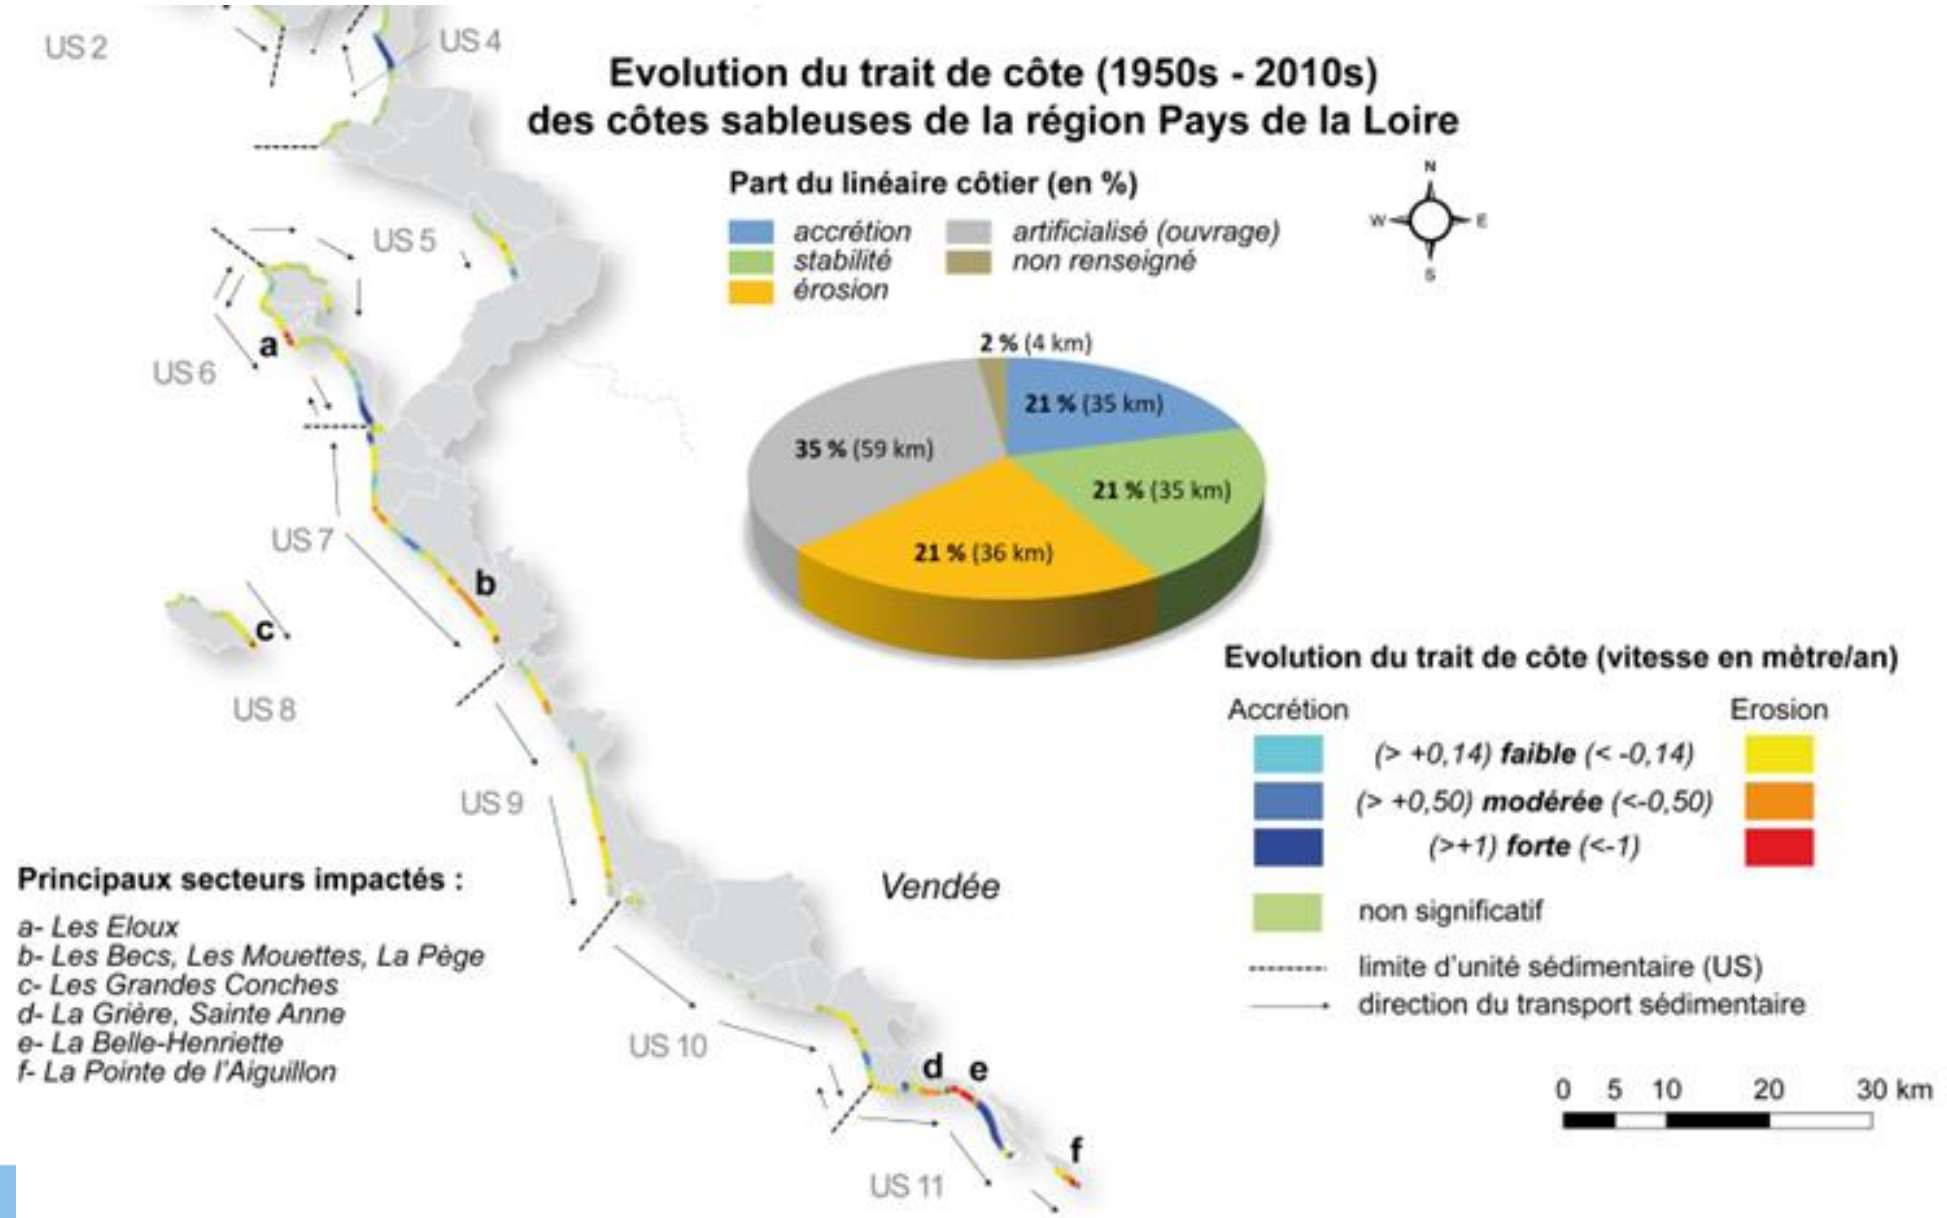 US 2
US 4
Evolution du trait de côte (1950s - 2010s)
des côtes sableuses de la région Pays de la Loire
Part du linéaire côtier (en %)
accrétion
artificialisé (ouvrage)
stabilité
non renseigné
érosion
N
W
E
S
US 5
a
US 6
2 % (4 km)
21 % (35 km)
35 % (59 km)
21 % (35 km)
21 % (36 km)
US 7
b
c
US 8
Evolution du trait de côte (vitesse en mètre/an)
Accrétion
Erosion
(> +0,14) faible (< -0,14)
(> +0,50) modérée (<-0,50)
(>+1) forte (<-1)
non significatif
limite d'unité sédimentaire (US)
direction du transport sédimentaire
US 9
Vendée
Principaux secteurs impactés :
a- Les Eloux
b- Les Becs, Les Mouettes, La Pège
c- Les Grandes Conches
d- La Grière, Sainte Anne
e- La Belle-Henriette
f- La Pointe de l'Aiguillon
US 10
d
e
f
US 11
0 5 10 20 30 km